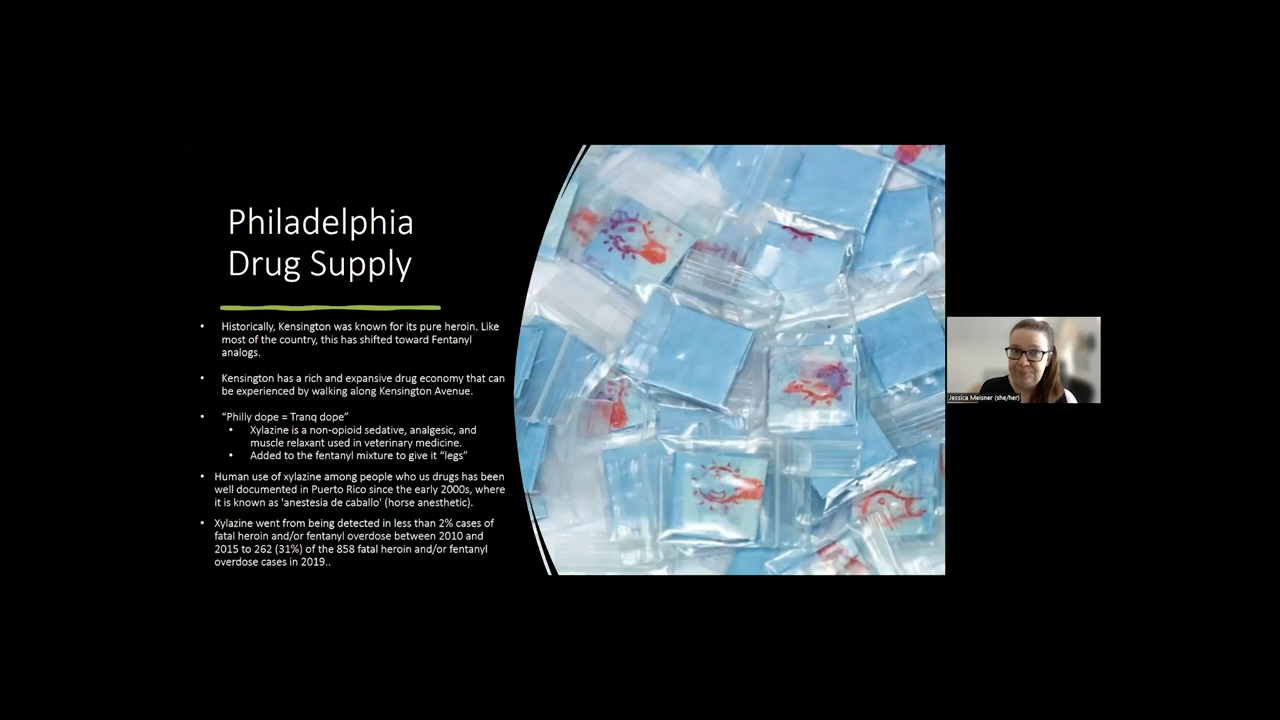 Philadelphia
Drug Supply
• Historically, Kensington was known for its pure heroin. Like
most of the country, this has shifted toward Fentanyl
analogs.
• Kensington has a rich and expansive drug economy that can
be experienced by walking along Kensington Avenue.
• “Philly dope = Tranq dope”
• Xylazine is a non-opioid sedative, analgesic, and
muscle relaxant used in veterinary medicine.
• Added to the fentanyl mixture to give it “legs”
• Human use of xylazine among people who us drugs has been
well documented in Puerto Rico since the early 2000s, where
it is known as 'anestesia de caballo' (horse anesthetic).
• Xylazine went from being detected in less than 2% cases of
fatal heroin and/or fentanyl overdose between 2010 and
2015 to 262 (31%) of the 858 fatal heroin and/or fentanyl
overdose cases in 2019..
Jessica Meisner (she/her)